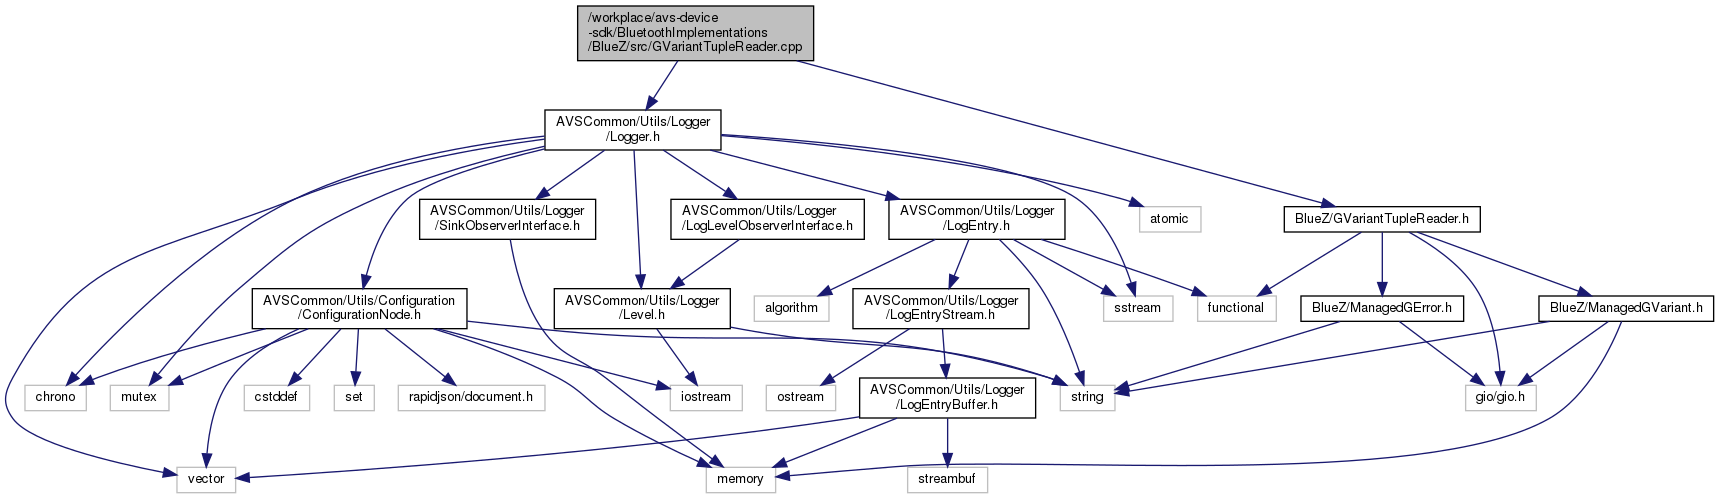 /workplace/avs-device
-sdk/BluetoothImplementations
/BlueZ/src/GVariantTupleReader.cpp
AVSCommon/Utils/Logger
/Logger.h
AVSCommon/Utils/Logger
/SinkObserverInterface.h
AVSCommon/Utils/Logger
/LogLevelObserverInterface.h
AVSCommon/Utils/Logger
/LogEntry.h
atomic
BlueZ/GVariantTupleReader.h
AVSCommon/Utils/Configuration
/ConfigurationNode.h
AVSCommon/Utils/Logger
/Level.h
algorithm
AVSCommon/Utils/Logger
/LogEntryStream.h
sstream
functional
BlueZ/ManagedGError.h
BlueZ/ManagedGVariant.h
chrono
mutex
cstddef
set
rapidjson/document.h
iostream
ostream
AVSCommon/Utils/Logger
/LogEntryBuffer.h
string
gio/gio.h
vector
memory
streambuf